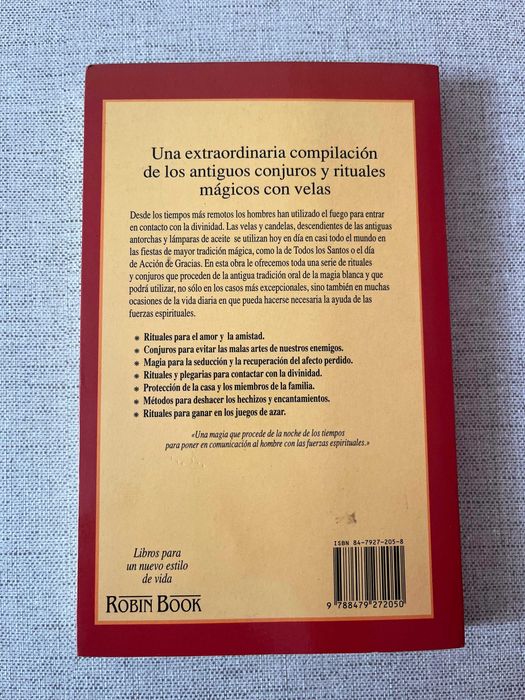 Una extraordinaria compilación
de los antiguos conjuros y rituales
mágicos con velas
Desde los tiempos más remotos los hombres han utilizado el fuego para entrar
en contacto con la divinidad. Las velas y candelas, descendientes de las antiguas
antorchas y lámparas de aceite se utilizan hoy en día en casi todo el mundo en
las fiestas de mayor tradición mágica, como la de Todos los Santos o el día
de Acción de Gracias. En esta obra le ofrecemos toda una serie de rituales
y conjuros que proceden de la antigua tradición oral de la magia blanca y que
podrá utilizar, no sólo en los casos más excepcionales, sino también en muchas
ocasiones de la vida diaria en que pueda hacerse necesaria la ayuda de las
fuerzas espirituales.
✷ Rituales para el amor y la amistad.
✷ Conjuros para evitar las malas artes de nuestros enemigos.
✷ Magia para la seducción y la recuperación del afecto perdido.
✷ Rituales y plegarias para contactar con la divinidad.
✷ Protección de la casa y los miembros de la familia.
✷ Métodos para deshacer los hechizos y encantamientos.
✷ Rituales para ganar en los juegos de azar.
«Una magia que procede de la noche de los tiempos
para poner en comunicación al hombre con las fuerzas espirituales.»
Libros para
un nuevo estilo
de vida
ROBIN BOOK
ISBN 84-7927-205-8
9 788479 272050